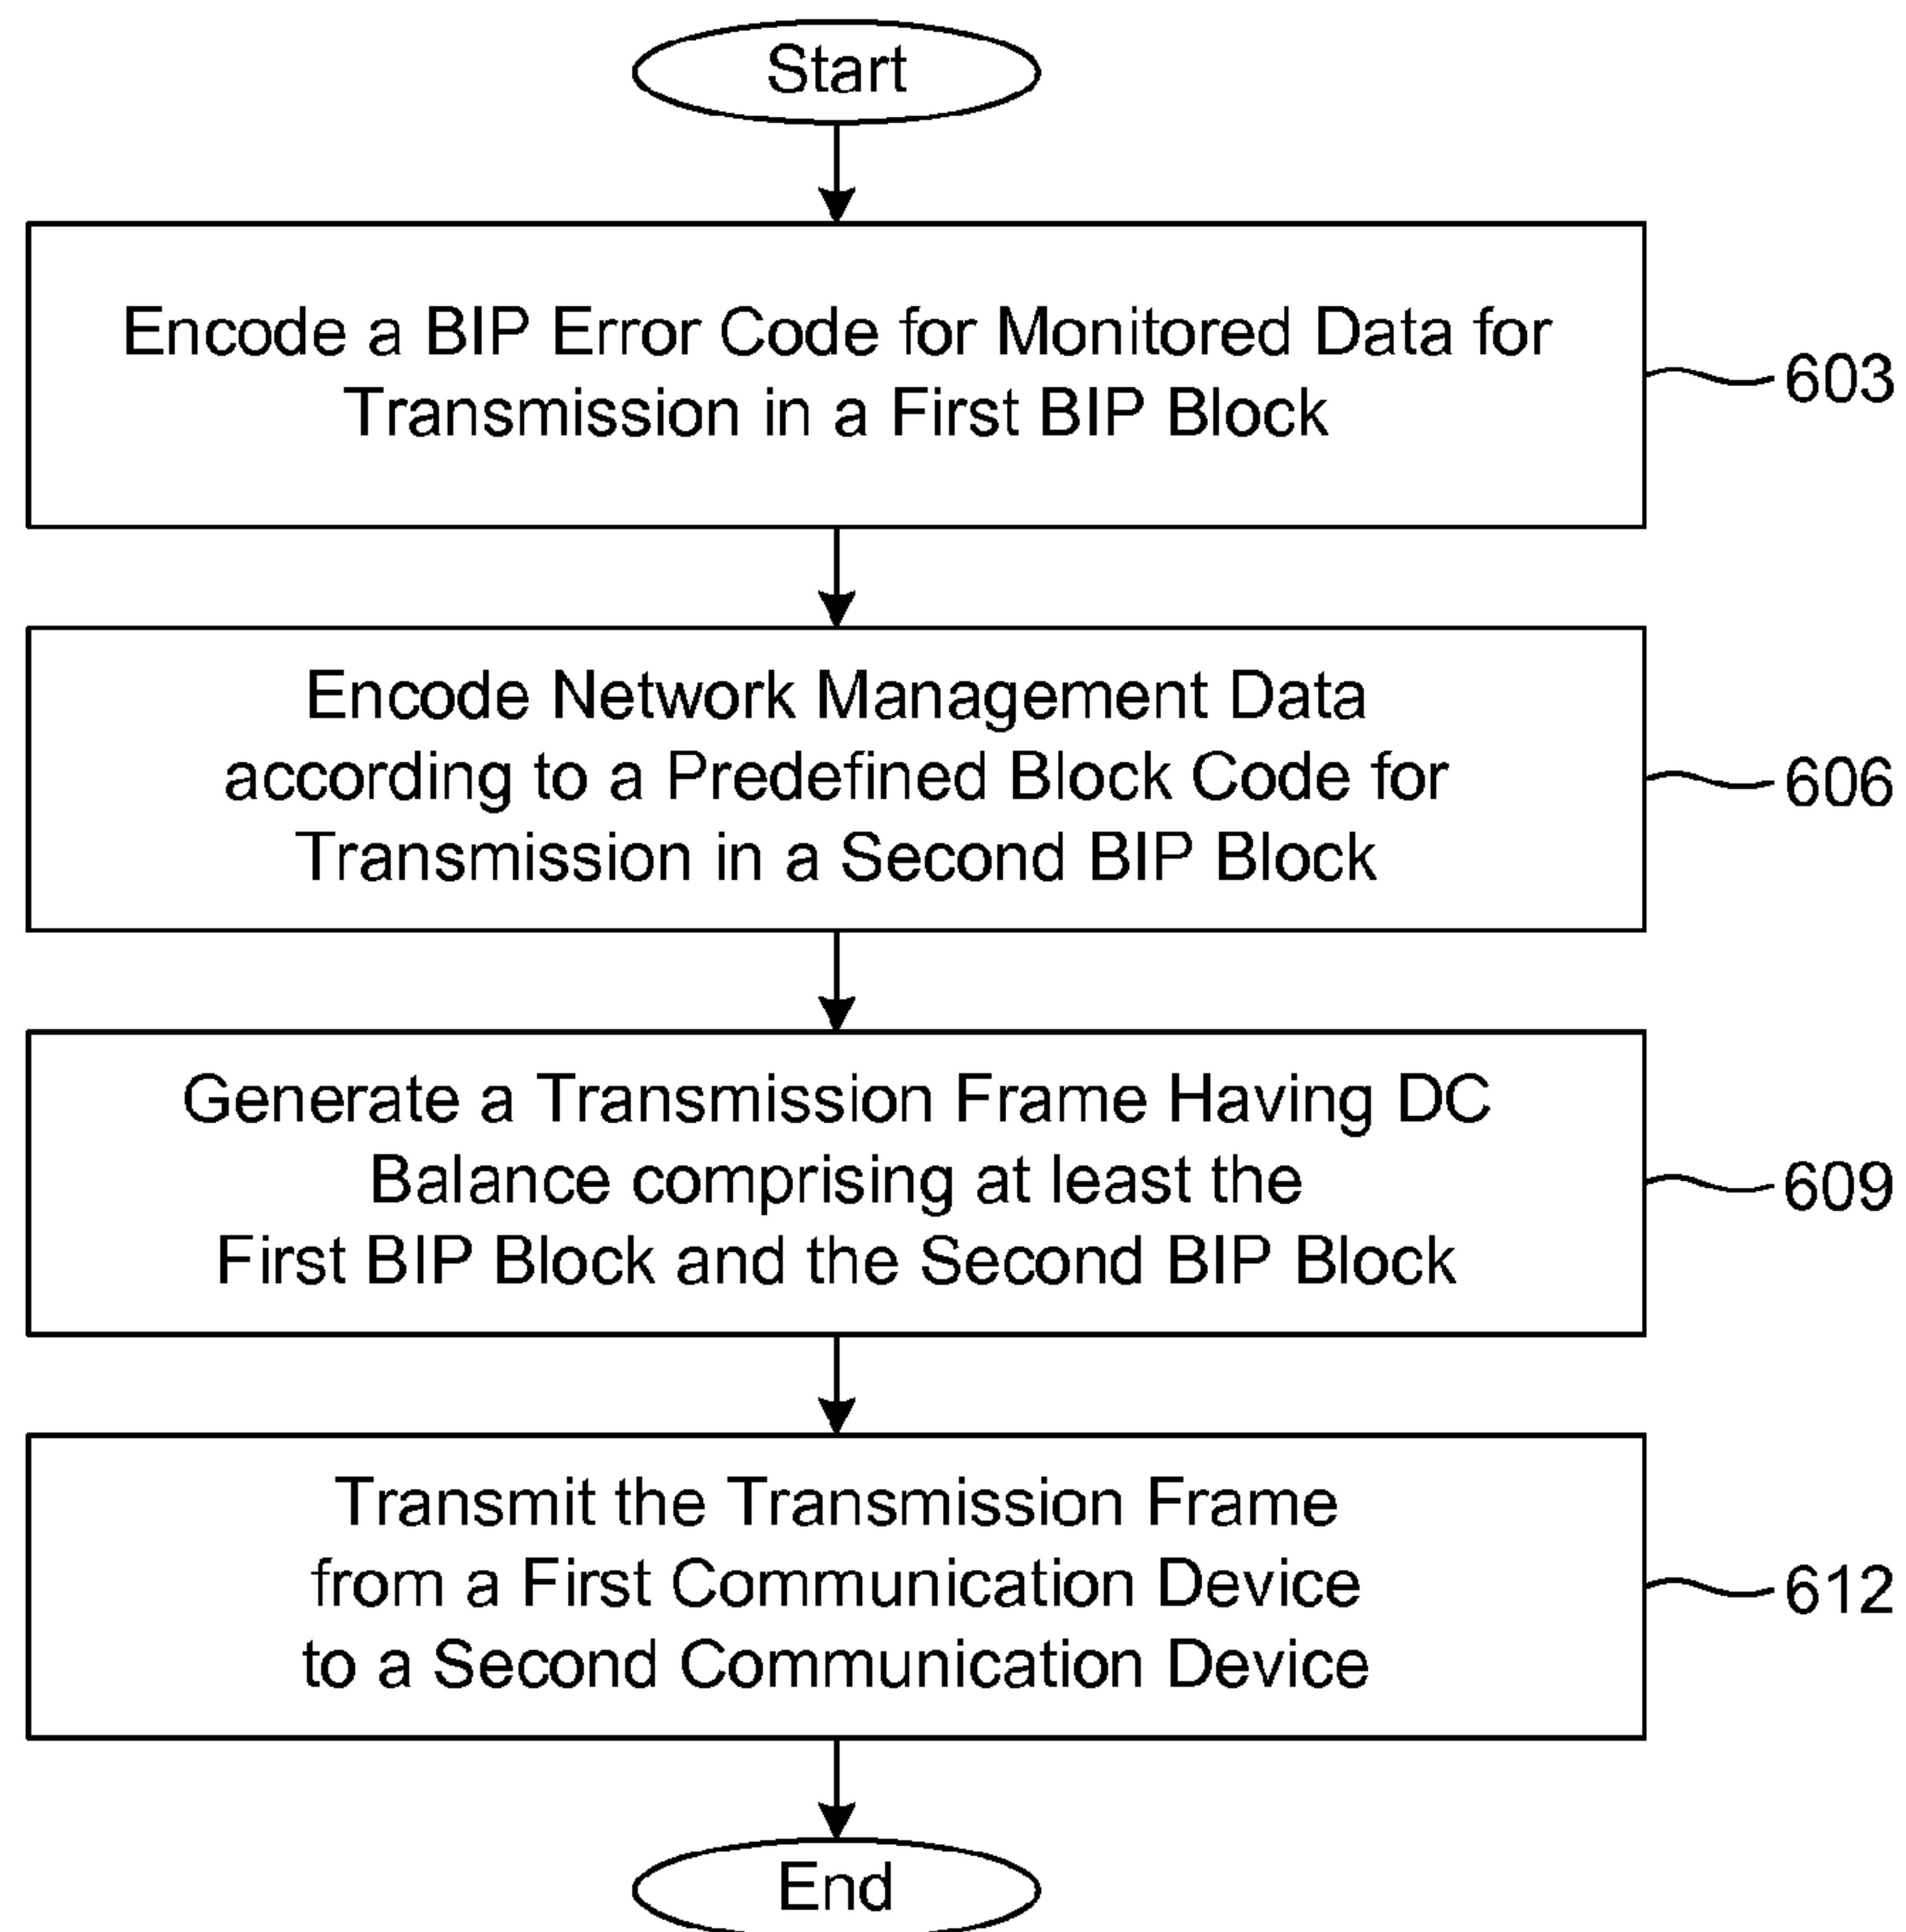 Start
Encode a BIP Error Code for Monitored Data for
Transmission in a First BIP Block
603
Encode Network Management Data
according to a Predefined Block Code for
Transmission in a Second BIP Block
606
Generate a Transmission Frame Having DC
Balance comprising at least the
First BIP Block and the Second BIP Block
609
Transmit the Transmission Frame
from a First Communication Device
to a Second Communication Device
612
End